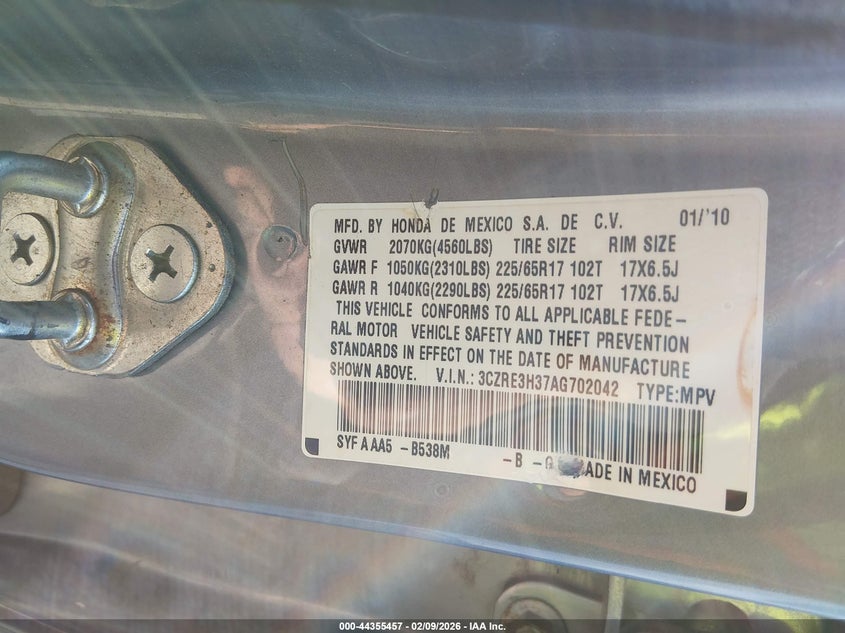 MFD. BY HONDA DE MEXICO S.A. DE C.V. 01/'10
GVWR 2070KG(4560LBS) TIRE SIZE RIM SIZE
GAWR F 1050KG(2310LBS) 225/65R17 102T 17X6.5J
GAWR R 1040KG(2290LBS) 225/65R17 102T 17X6.5J
THIS VEHICLE CONFORMS TO ALL APPLICABLE FEDE-
RAL MOTOR VEHICLE SAFETY AND THEFT PREVENTION
STANDARDS IN EFFECT ON THE DATE OF MANUFACTURE
SHOWN ABOVE. V.I.N.: 3CZRE3H37AG702042 TYPE:MPV
SYF A AA5 -B538M -B - ADE IN MEXICO
000-44355457 - 02/09/2026 - IAA Inc.